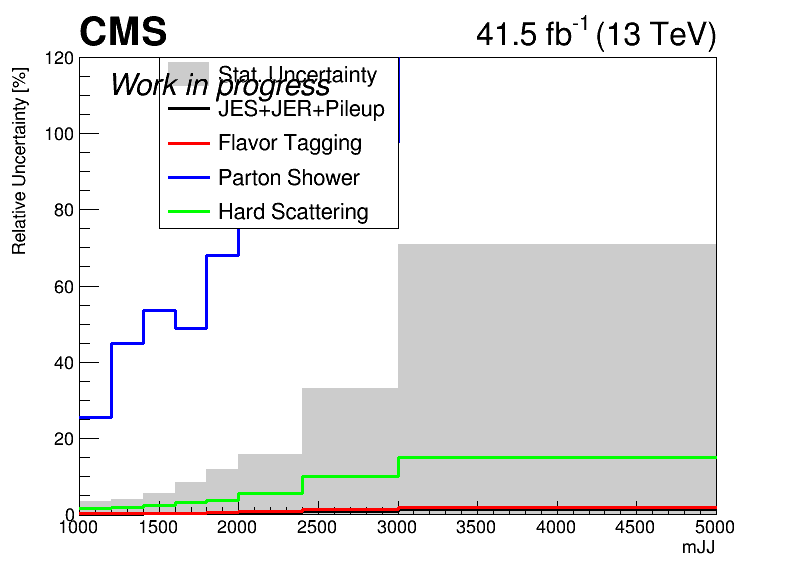 CMS
41.5 fb-1 (13 TeV)
Relative Uncertainty [%]
120
100
80
60
40
20
0
Work in progress
Stat. Uncertainty
JES+JER+Pileup
Flavor Tagging
Parton Shower
Hard Scattering
1000 1500 2000 2500 3000 3500 4000 4500 5000
mJJ